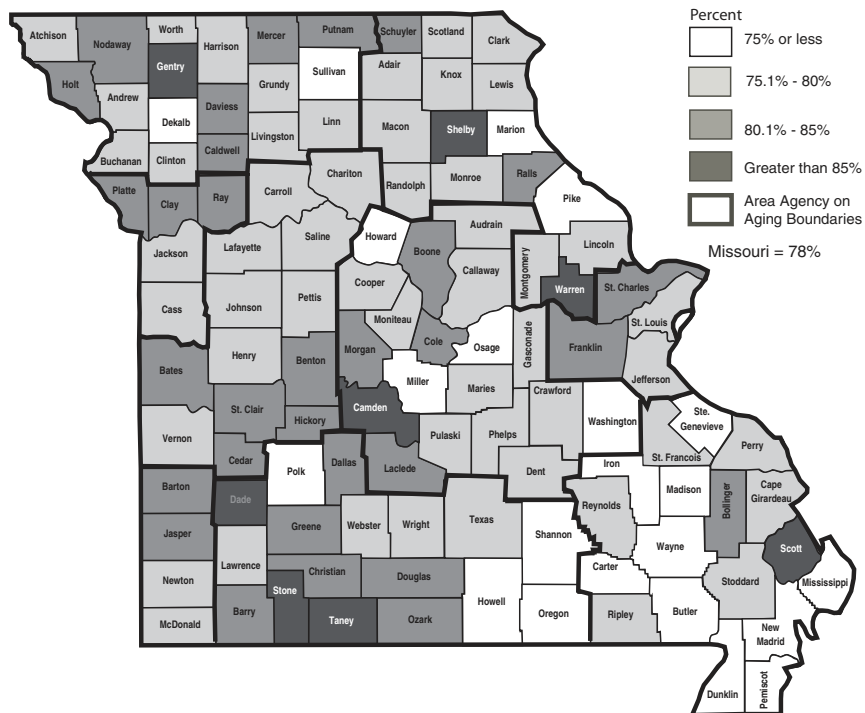 Percent
75% or less
75.1% - 80%
80.1% - 85%
Greater than 85%
Area Agency on
Aging Boundaries
Missouri = 78%
Atchison
Nodaway
Worth
Harrison
Mercer
Putnam
Schuyler
Scotland
Clark
Gentry
Holt
Andrew
Dekalb
Daviess
Grundy
Sullivan
Adair
Knox
Lewis
Buchanan
Clinton
Caldwell
Livingston
Linn
Macon
Shelby
Marion
Platte
Clay
Ray
Carroll
Chariton
Randolph
Monroe
Ralls
Pike
Jackson
Lafayette
Saline
Howard
Boone
Audrain
Callaway
Montgomery
Lincoln
Warren
St. Charles
St. Louis
Cass
Johnson
Pettis
Cooper
Moniteau
Cole
Osage
Gasconade
Franklin
Jefferson
Bates
Henry
Benton
Morgan
Miller
Maries
Crawford
Washington
Ste.
Genevieve
Vernon
St. Clair
Hickory
Camden
Pulaski
Phelps
Dent
Iron
St. Francois
Perry
Cedar
Polk
Dallas
Laclede
Reynolds
Madison
Bollinger
Cape
Girardeau
Barton
Dade
Greene
Webster
Wright
Texas
Shannon
Wayne
Scott
Jasper
Lawrence
Christian
Douglas
Carter
Stoddard
Mississippi
Newton
Stone
Howell
Oregon
Ripley
Butler
New
Madrid
McDonald
Barry
Taney
Ozark
Dunklin
Pemiscot